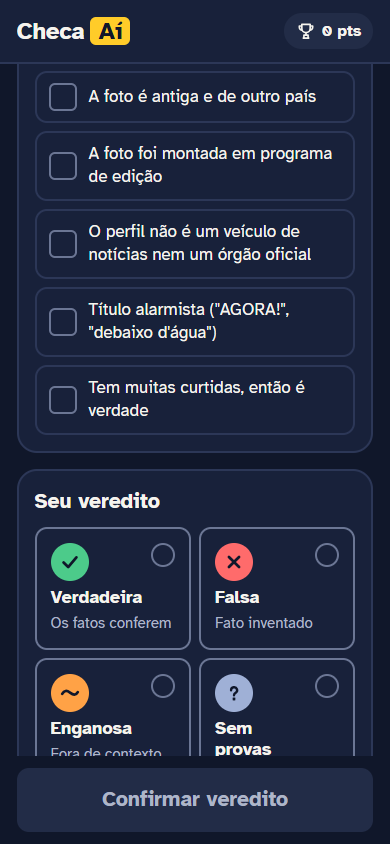 Checa Aí
0 pts
A foto é antiga e de outro país
A foto foi montada em programa
de edição
O perfil não é um veículo de
notícias nem um órgão oficial
Título alarmista ("AGORA!",
"debaixo d'água")
Tem muitas curtidas, então é
verdade
Seu veredito
Verdadeira
Os fatos conferem
Falsa
Fato inventado
Enganosa
Fora de contexto
?
Sem
provas
Confirmar veredito